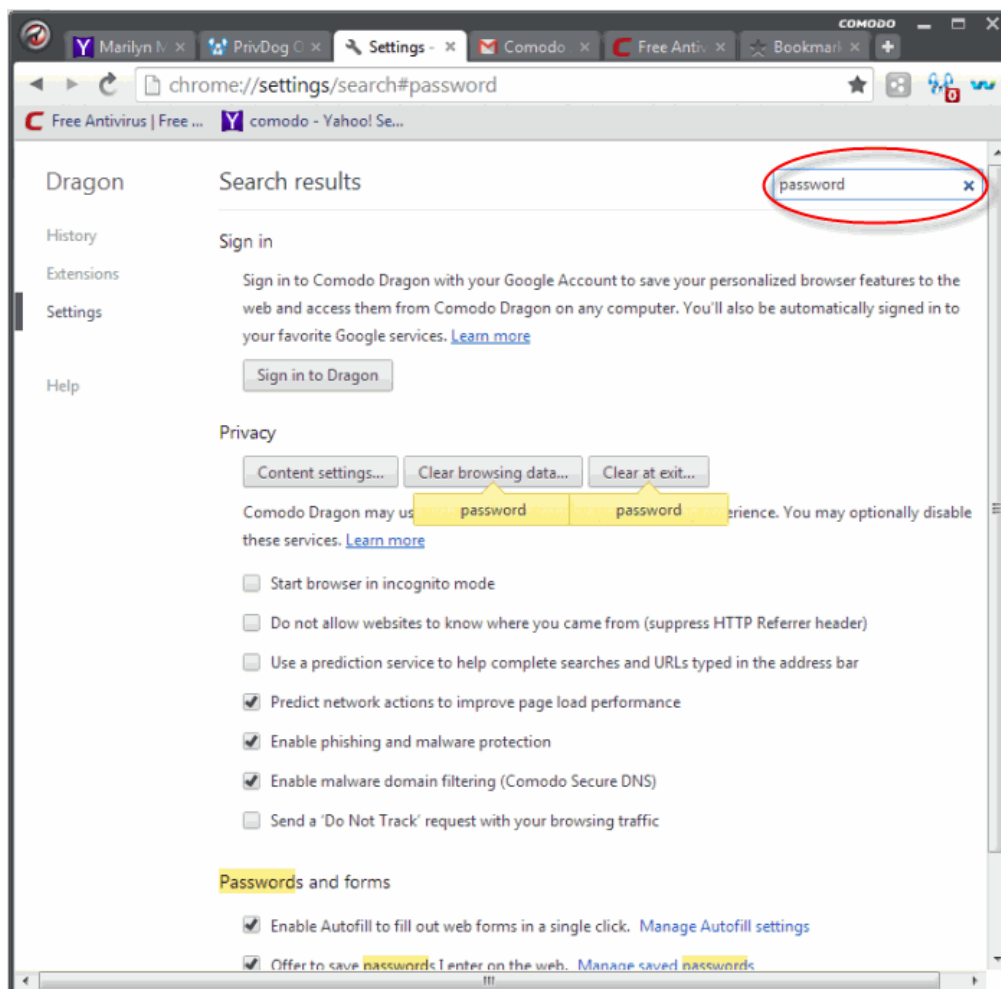 COMODO
Marilyn M PrivDog O Settings - Comodo Free Antiv Bookmark
chrome://settings/search#password
0
Free Antivirus | Free ... comodo - Yahoo! Se...
Dragon Search results password
History
Sign in
Extensions
Sign in to Comodo Dragon with your Google Account to save your personalized browser features to the
Settings web and access them from Comodo Dragon on any computer. You'll also be automatically signed in to
your favorite Google services. Learn more
Sign in to Dragon
Help
Privacy
Content settings... Clear browsing data... Clear at exit...
password password
Comodo Dragon may us erience. You may optionally disable
these services. Learn more
Start browser in incognito mode
Do not allow websites to know where you came from (suppress HTTP Referrer header)
Use a prediction service to help complete searches and URLs typed in the address bar
Predict network actions to improve page load performance
Enable phishing and malware protection
Enable malware domain filtering (Comodo Secure DNS)
Send a 'Do Not Track' request with your browsing traffic
Passwords and forms
Enable Autofill to fill out web forms in a single click. Manage Autofill settings
Offer to save passwords I enter on the web. Manage saved passwords